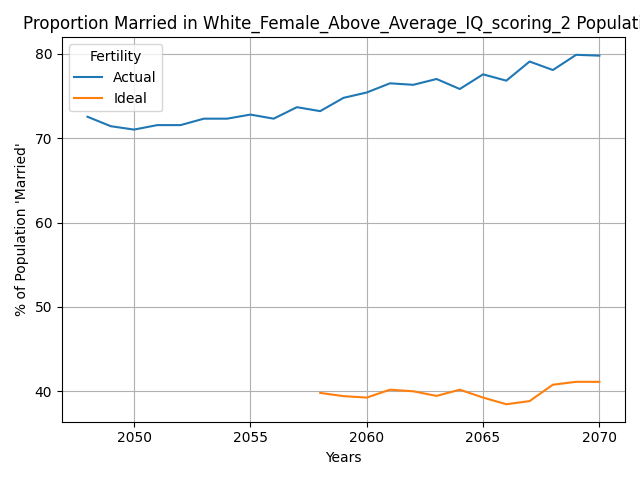 Proportion Married in White_Female_Above_Average_IQ_scoring_2 Populati
Fertility
Actual
Ideal
% of Population 'Married'
80
70
60
50
40
2050
2055
2060
2065
2070
Years